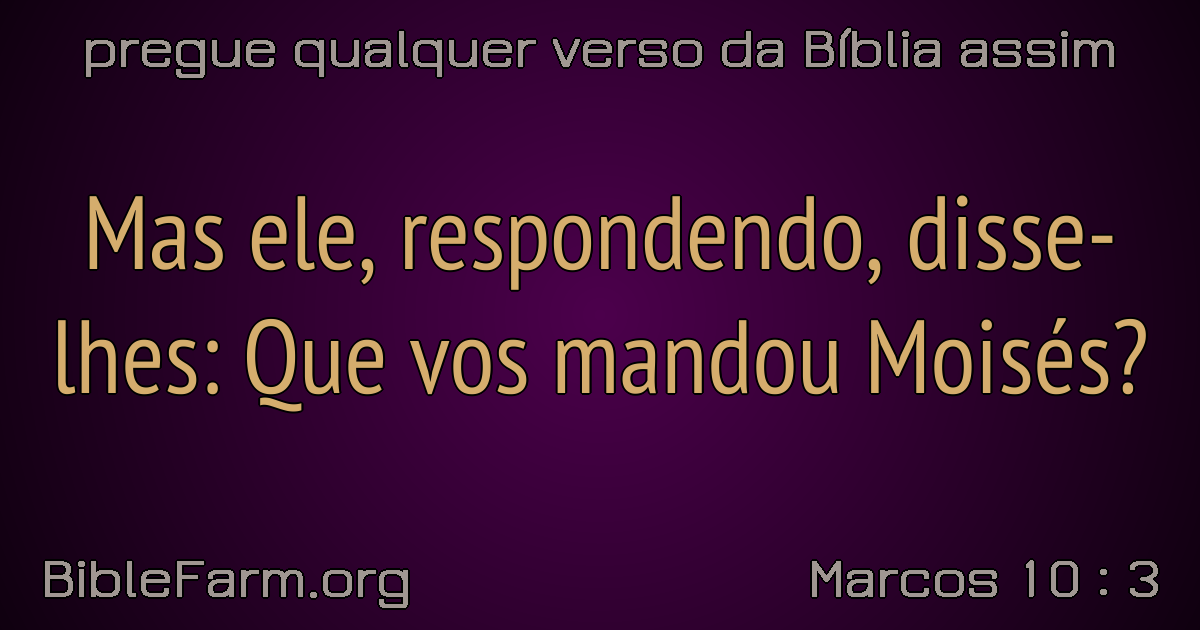 pregue qualquer verso da Bíblia assim
Mas ele, respondendo, disse-
lhes: Que vos mandou Moisés?
BibleFarm.org
Marcos 10 : 3